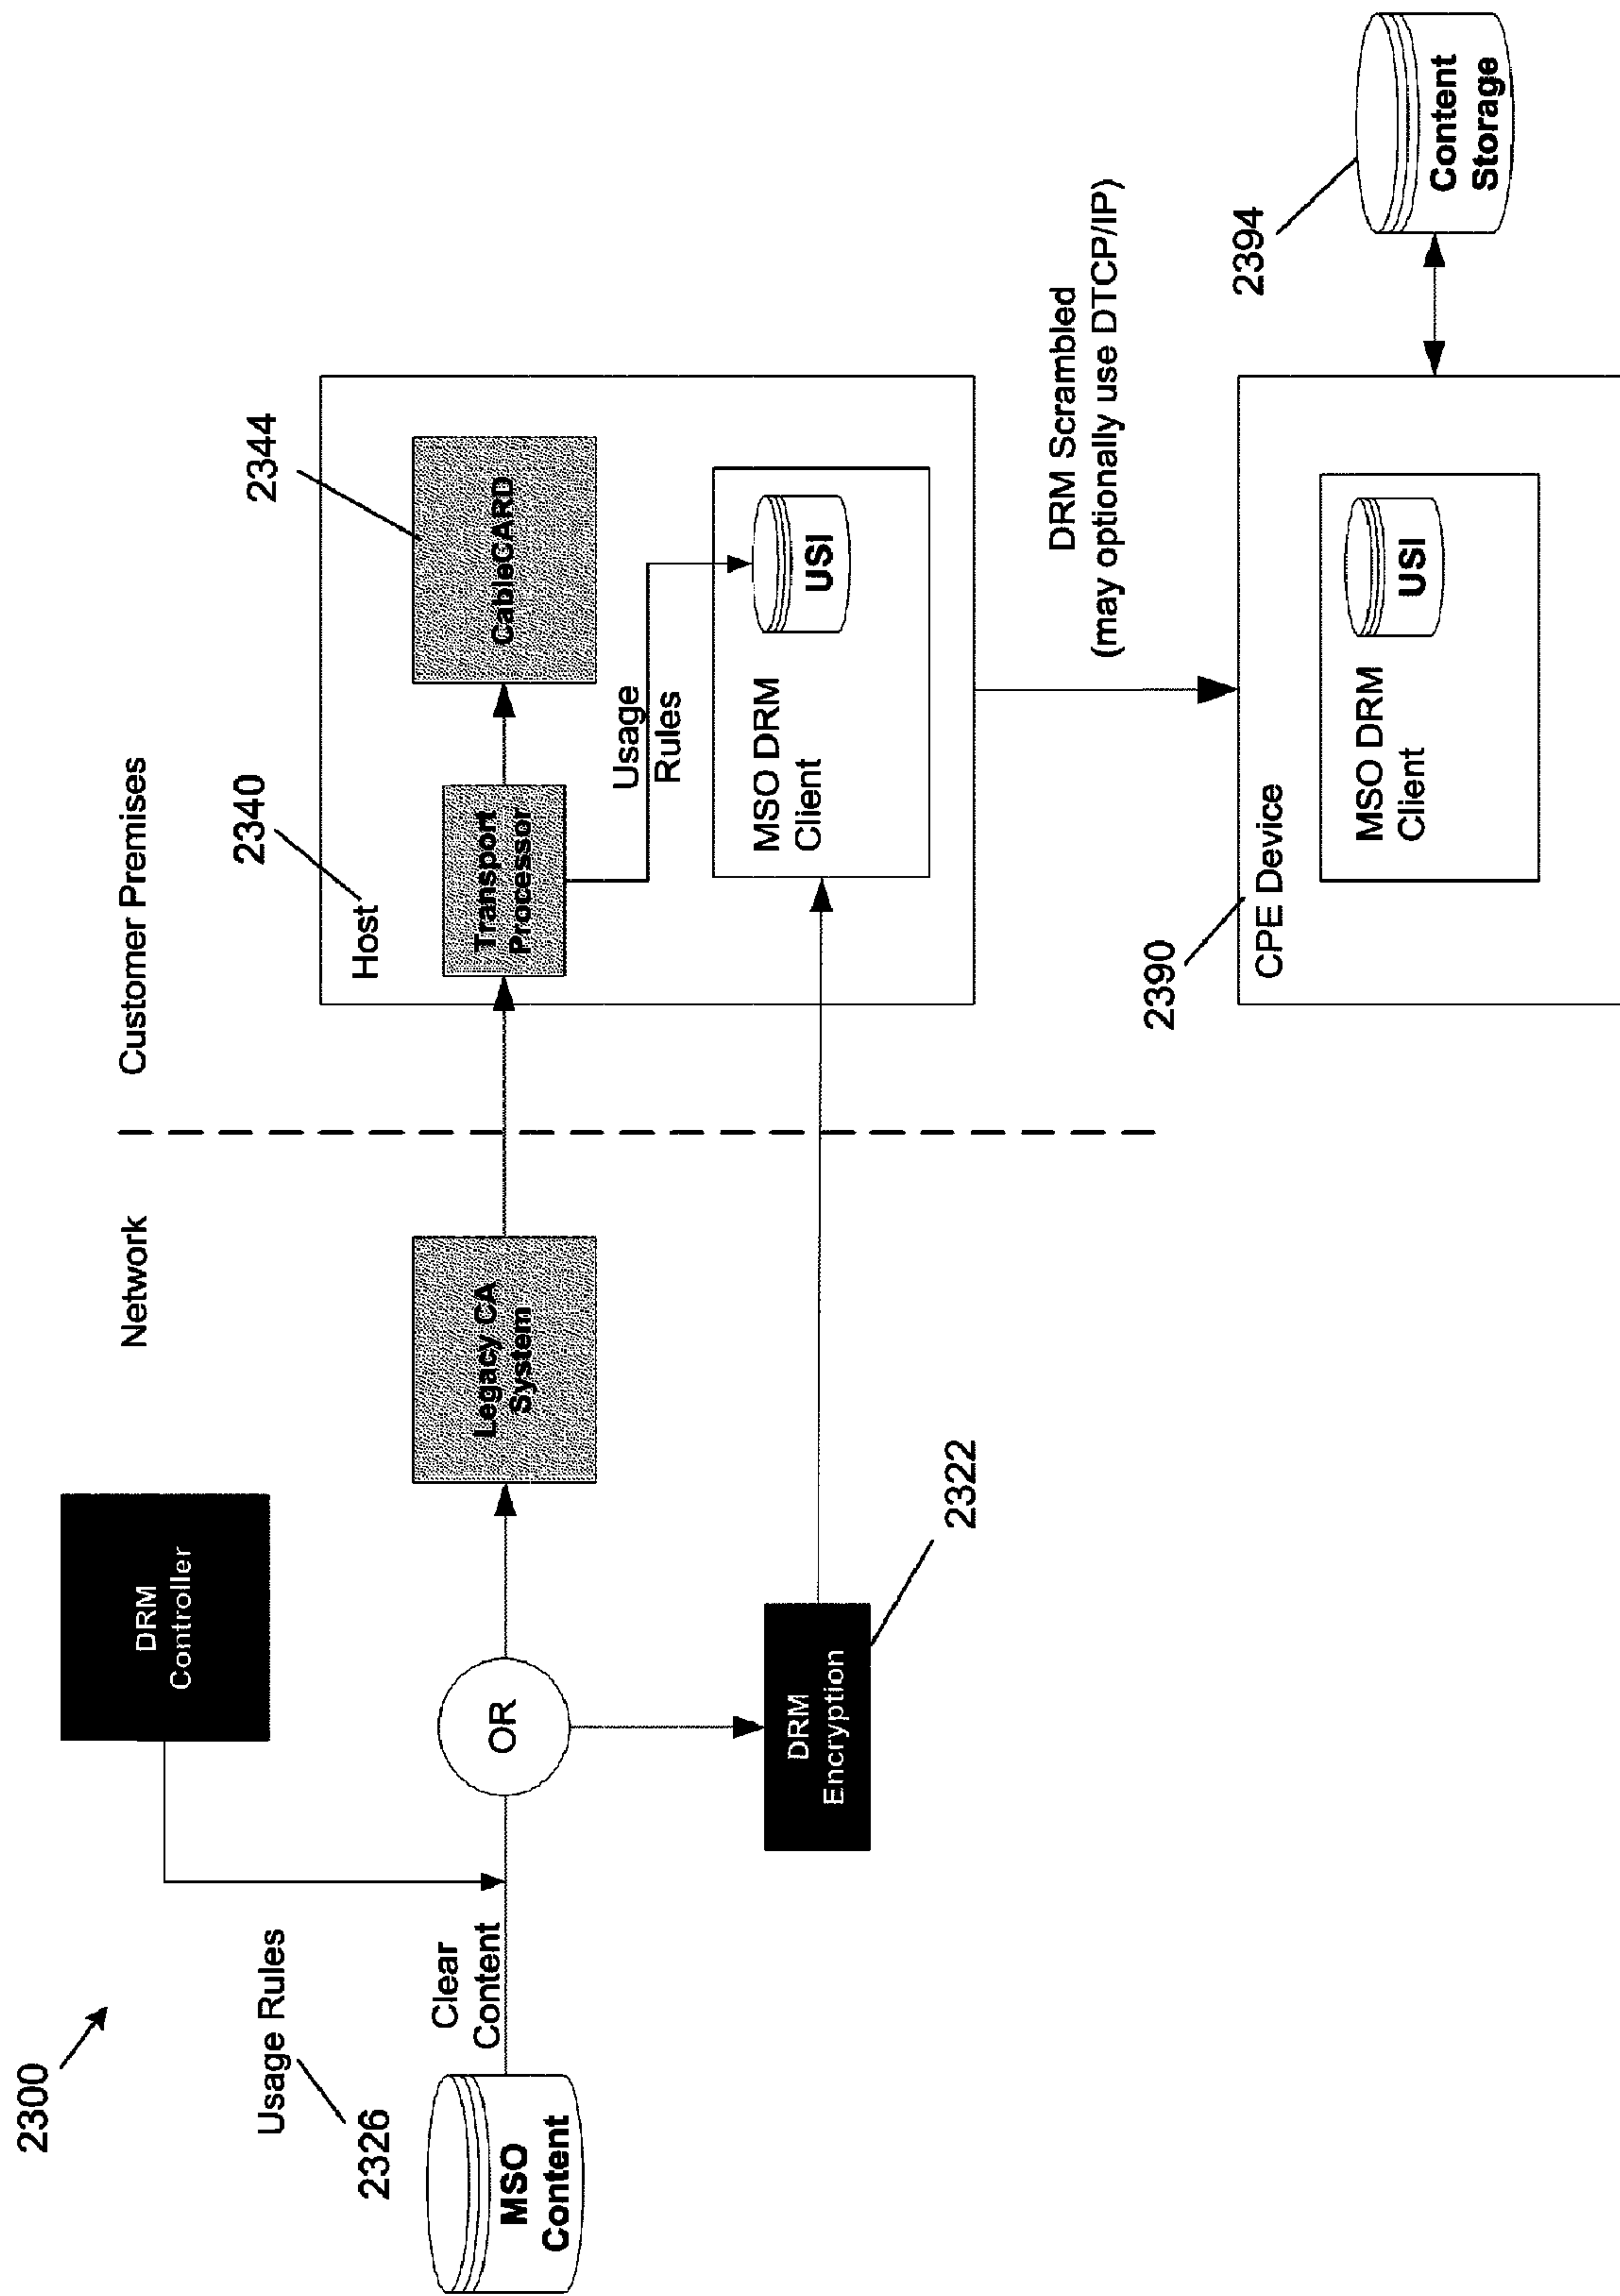 2300
Network
Customer Premises
DRM
Controller
Usage Rules
2326
2340
2344
Host
MSO
Content
Clear
Content
OR
Legacy CA
System
Transport
Processor
CableCARD
Usage
Rules
DRM
Encryption
2322
MSO DRM
Client
USI
DRM Scrambled
(may optionally use DTCP/IP)
2390
CPE Device
MSO DRM
Client
USI
2394
Content
Storage